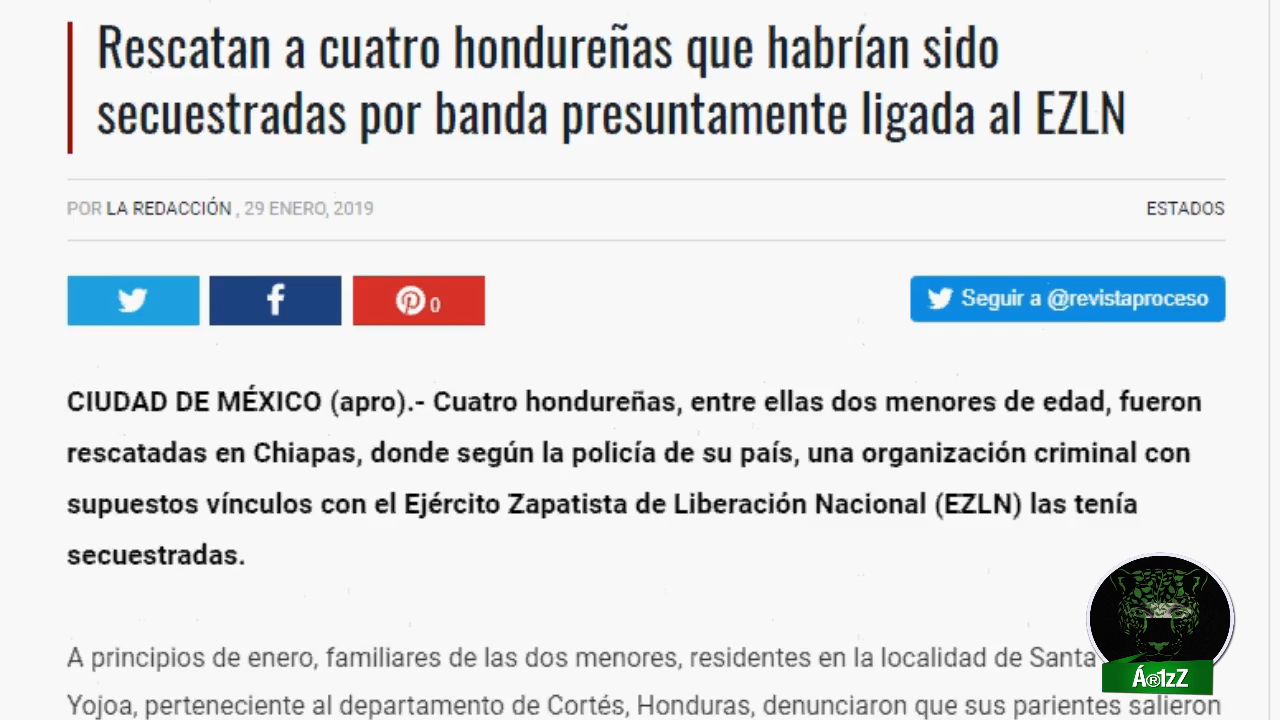 Rescatan a cuatro hondureñas que habrían sido
secuestradas por banda presuntamente ligada al EZLN
POR LA REDACCIÓN , 29 ENERO, 2019
ESTADOS
0
Seguir a @revistaproceso
CIUDAD DE MÉXICO (apro).- Cuatro hondureñas, entre ellas dos menores de edad, fueron
rescatadas en Chiapas, donde según la policía de su país, una organización criminal con
supuestos vínculos con el Ejército Zapatista de Liberación Nacional (EZLN) las tenía
secuestradas.
A principios de enero, familiares de las dos menores, residentes en la localidad de Santa
Yojoa, perteneciente al departamento de Cortés, Honduras, denunciaron que sus parientes salieron
Á®1zZ